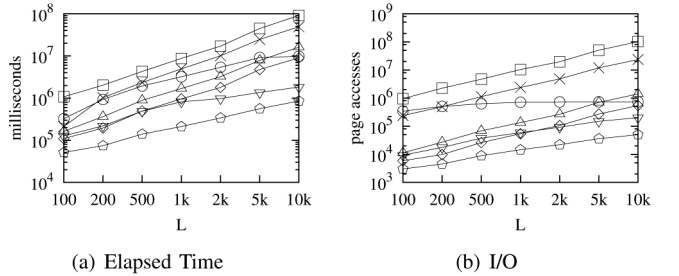 10^8
10^7
10^6
10^5
10^4
milliseconds
100 200 500 1k 2k 5k 10k
L
(a) Elapsed Time
10^9
10^8
10^7
10^6
10^5
10^4
10^3
page accesses
100 200 500 1k 2k 5k 10k
L
(b) I/O